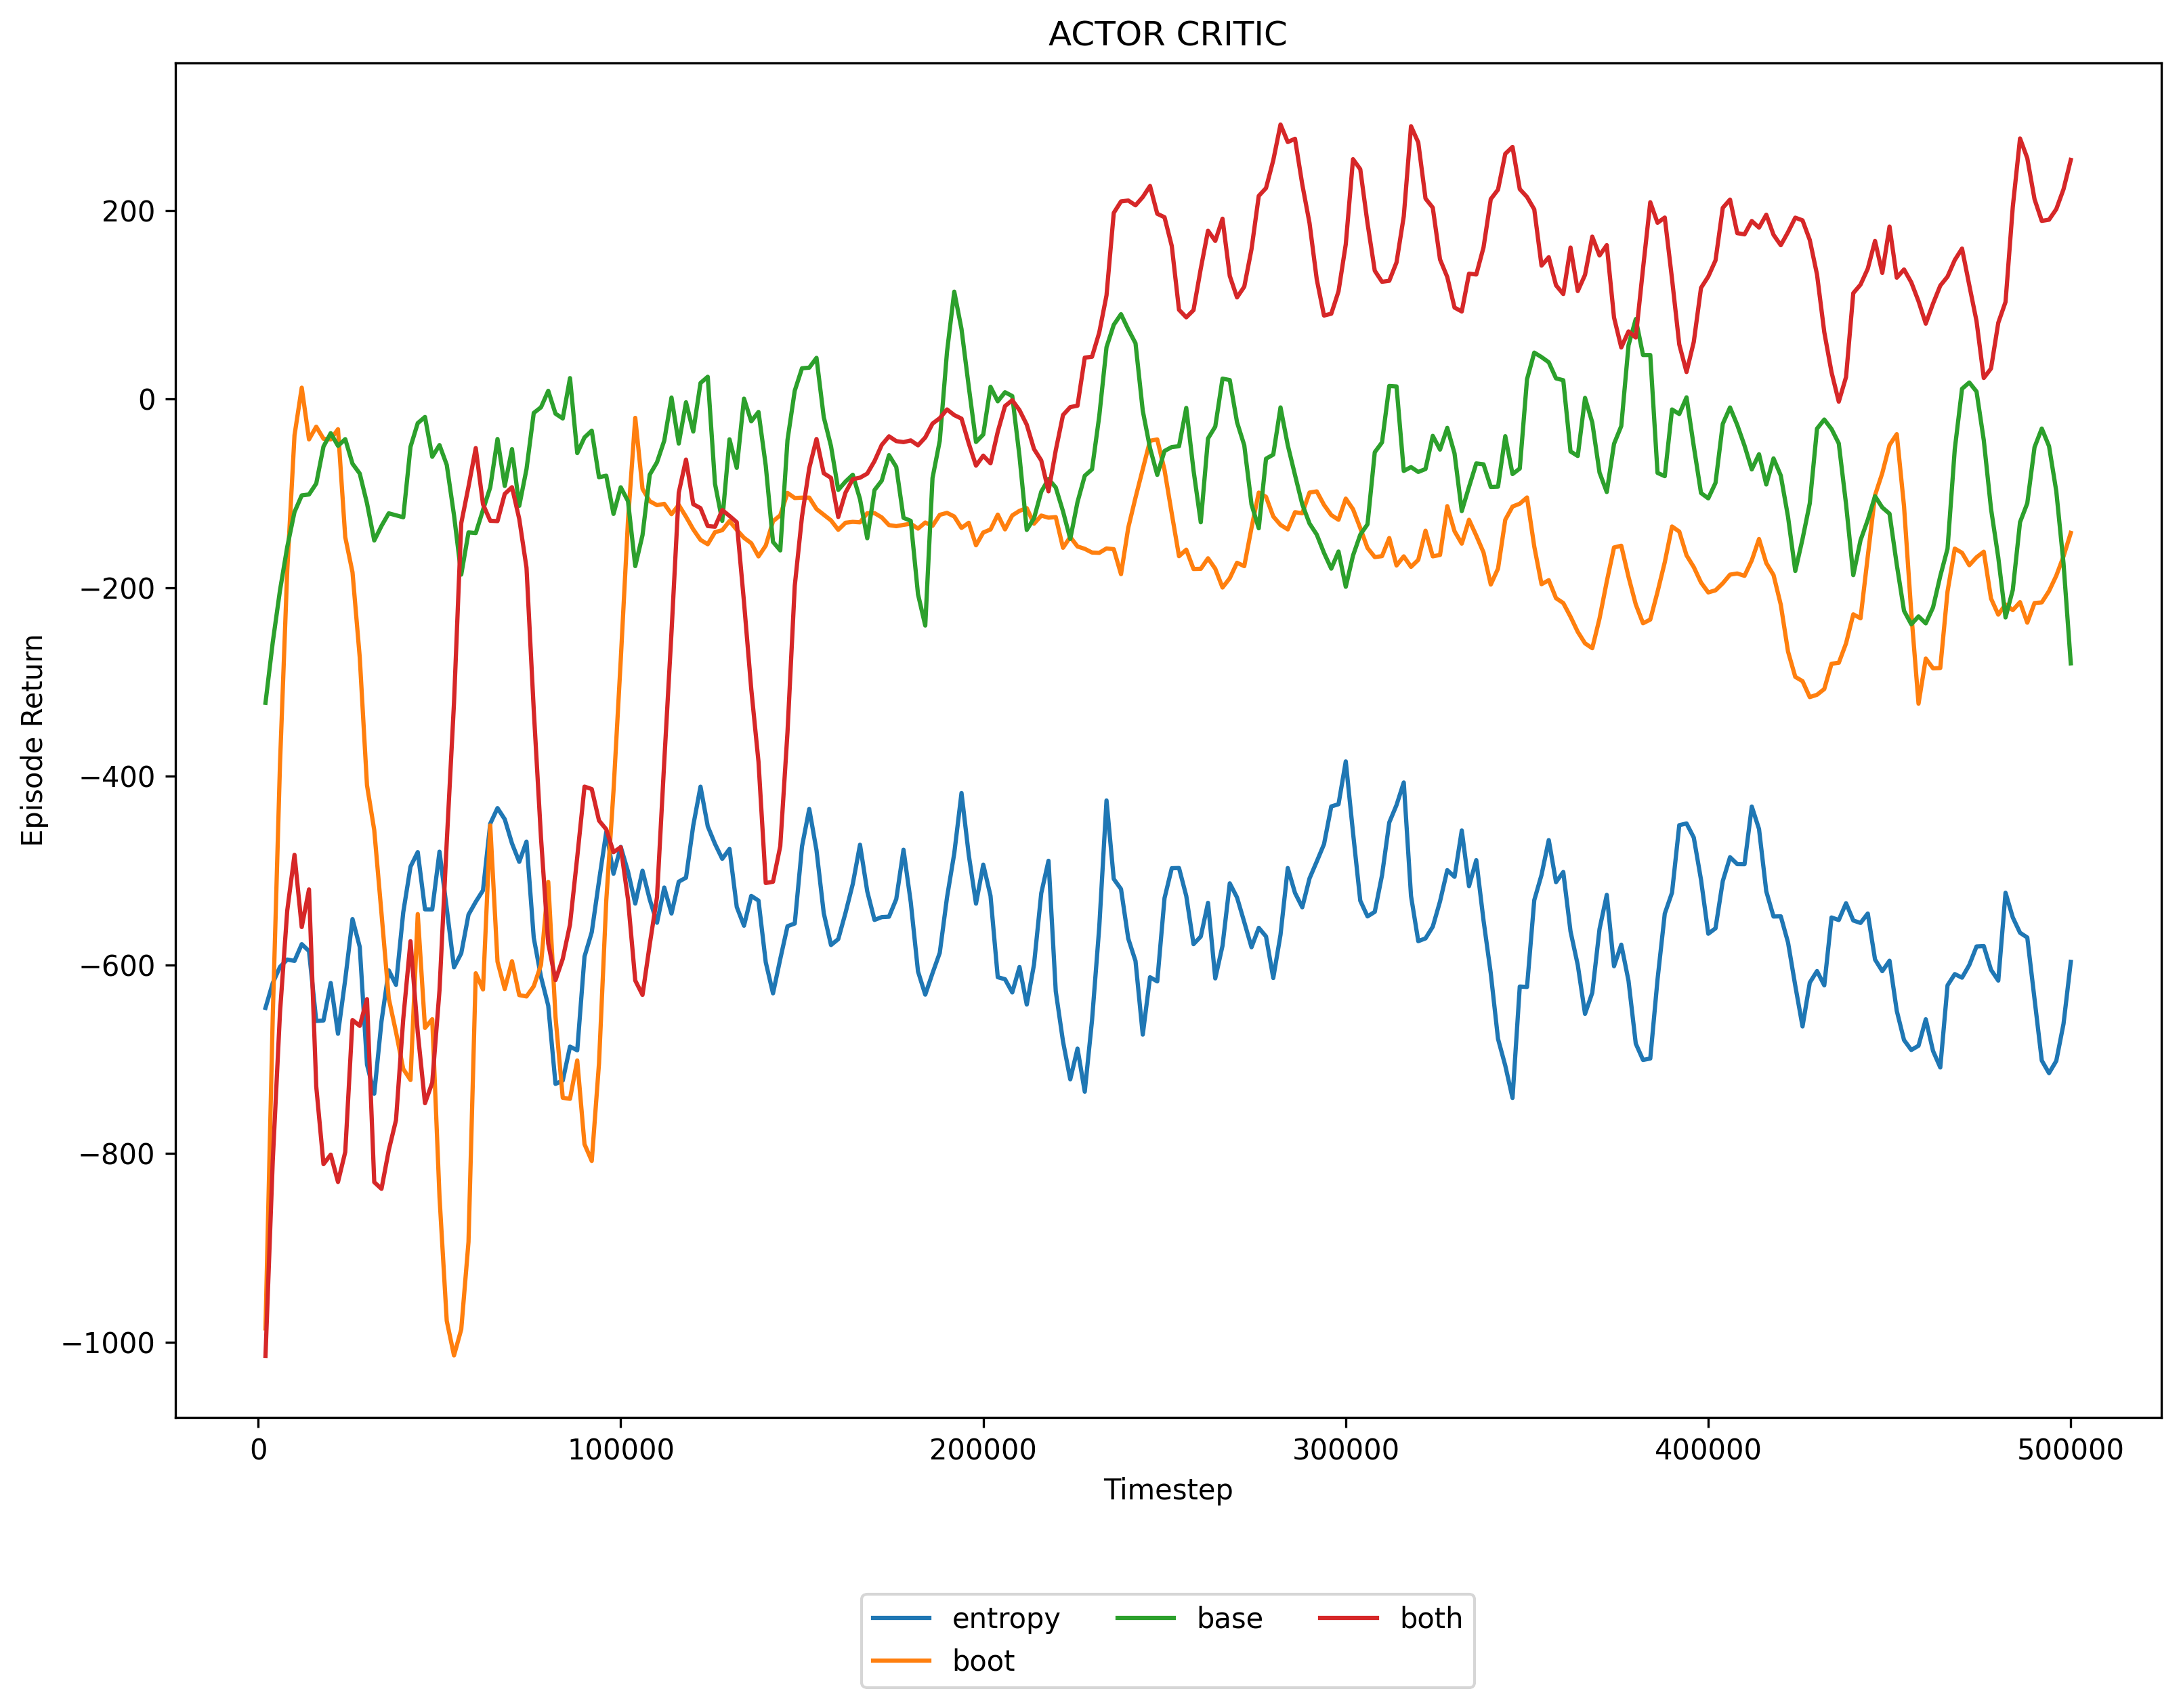 ACTOR CRITIC
Episode Return
200
0
−200
−400
−600
−800
−1000
0 100000 200000 300000 400000 500000
Timestep
entropy base both
boot